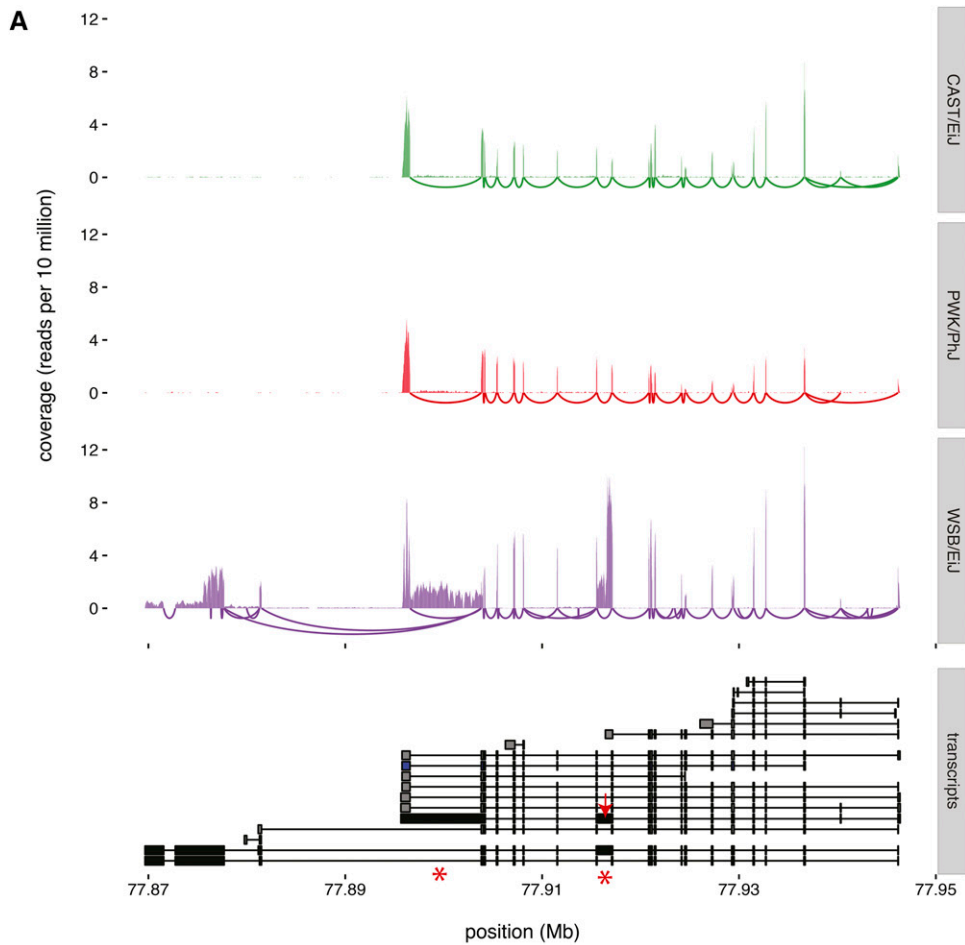 A
12
8
4
0
CAST/EiJ
12
8
4
0
PWK/PhJ
12
8
4
0
WSB/EiJ
coverage (reads per 10 million)
transcripts
* *
77.87 77.89 77.91 77.93 77.95
position (Mb)